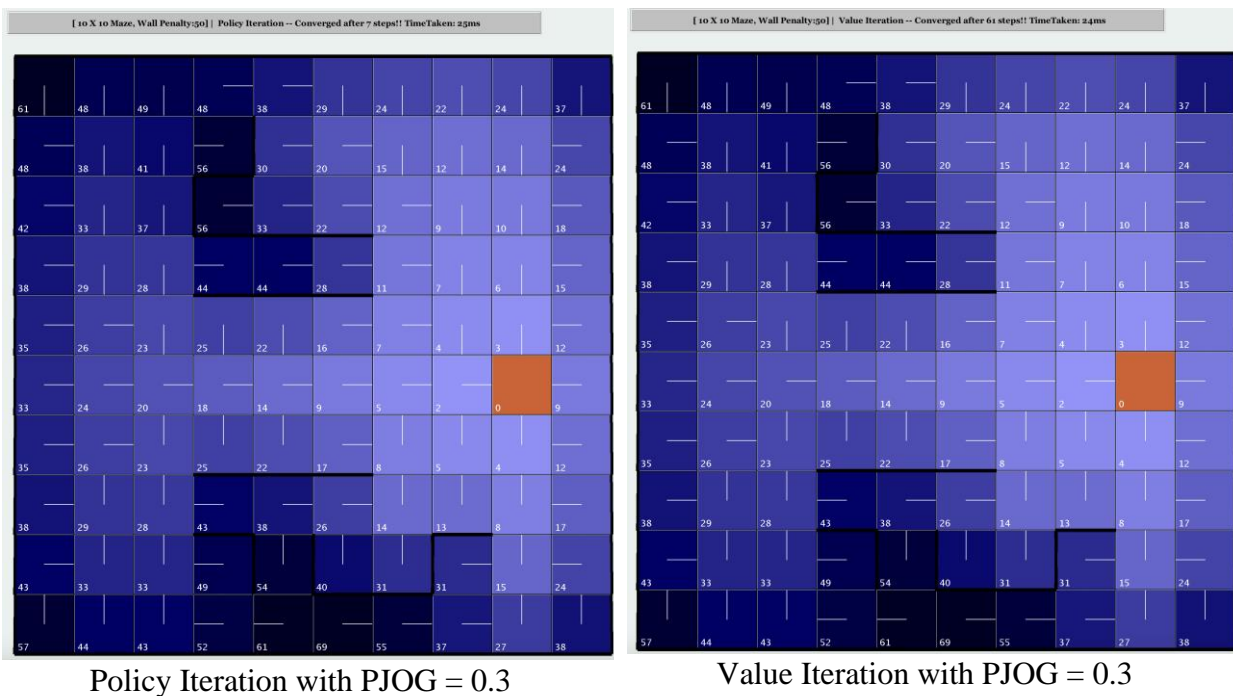 [ 10 X 10 Maze, Wall Penalty:50] | Policy Iteration -- Converged after 7 steps!! TimeTaken: 25ms
61 48 49 48 38 29 24 22 24 37
48 38 41 56 30 20 15 12 14 24
42 33 37 56 33 22 12 9 10 18
38 29 28 44 44 28 11 7 6 15
35 26 23 25 22 16 7 4 3 12
33 24 20 18 14 9 5 2 0 9
35 26 23 25 22 17 8 5 4 12
38 29 28 43 38 26 14 13 8 17
43 33 33 49 54 40 31 31 15 24
57 44 43 52 61 69 55 37 27 38
Policy Iteration with PJOG = 0.3
[ 10 X 10 Maze, Wall Penalty:50] | Value Iteration -- Converged after 61 steps!! TimeTaken: 24ms
61 48 49 48 38 29 24 22 24 37
48 38 41 56 30 20 15 12 14 24
42 33 37 56 33 22 12 9 10 18
38 29 28 44 44 28 11 7 6 15
35 26 23 25 22 16 7 4 3 12
33 24 20 18 14 9 5 2 0 9
35 26 23 25 22 17 8 5 4 12
38 29 28 43 38 26 14 13 8 17
43 33 33 49 54 40 31 31 15 24
57 44 43 52 61 69 55 37 27 38
Value Iteration with PJOG = 0.3